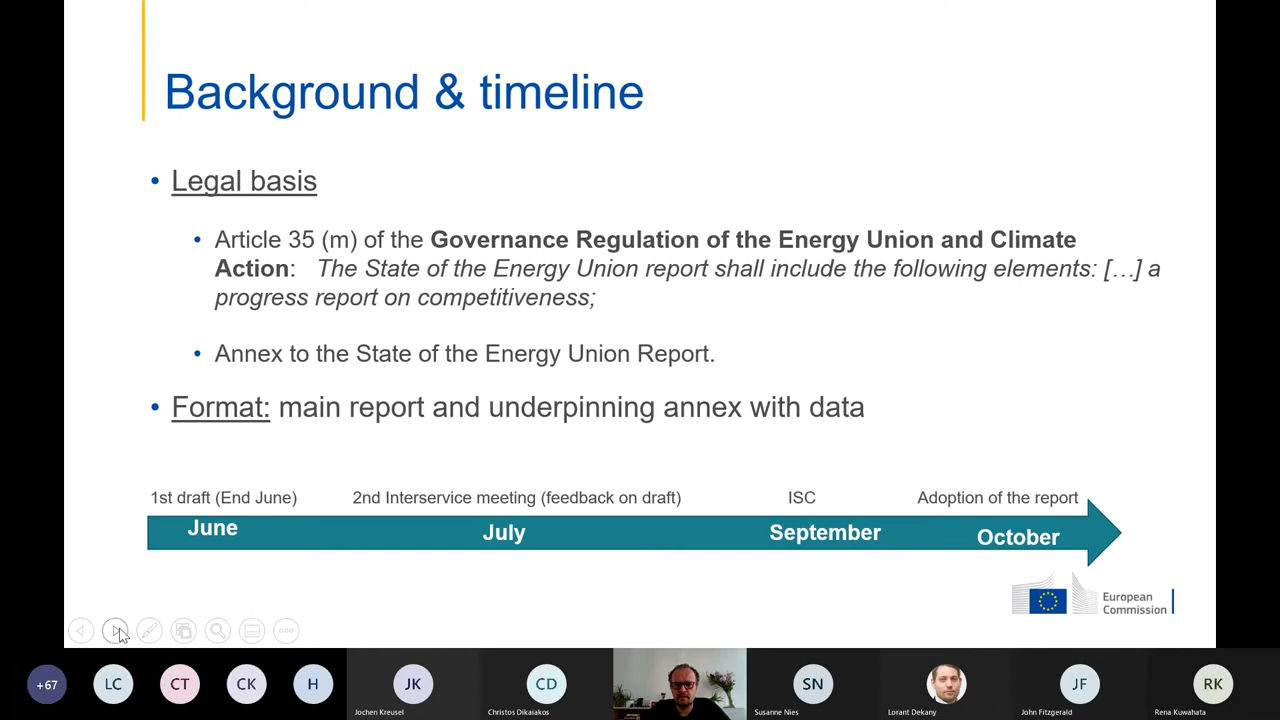 Background & timeline
• Legal basis
• Article 35 (m) of the Governance Regulation of the Energy Union and Climate
Action: The State of the Energy Union report shall include the following elements: […] a
progress report on competitiveness;
• Annex to the State of the Energy Union Report.
• Format: main report and underpinning annex with data
1st draft (End June)
2nd Interservice meeting (feedback on draft)
ISC
Adoption of the report
June
July
September
October
European
Commission
+67
LC
CT
CK
H
JK
CD
SN
JF
RK
Jochen Kreusel
Christos Dikaiakos
Susanne Nies
Lorant Dekany
John Fitzgerald
Rena Kuwahata